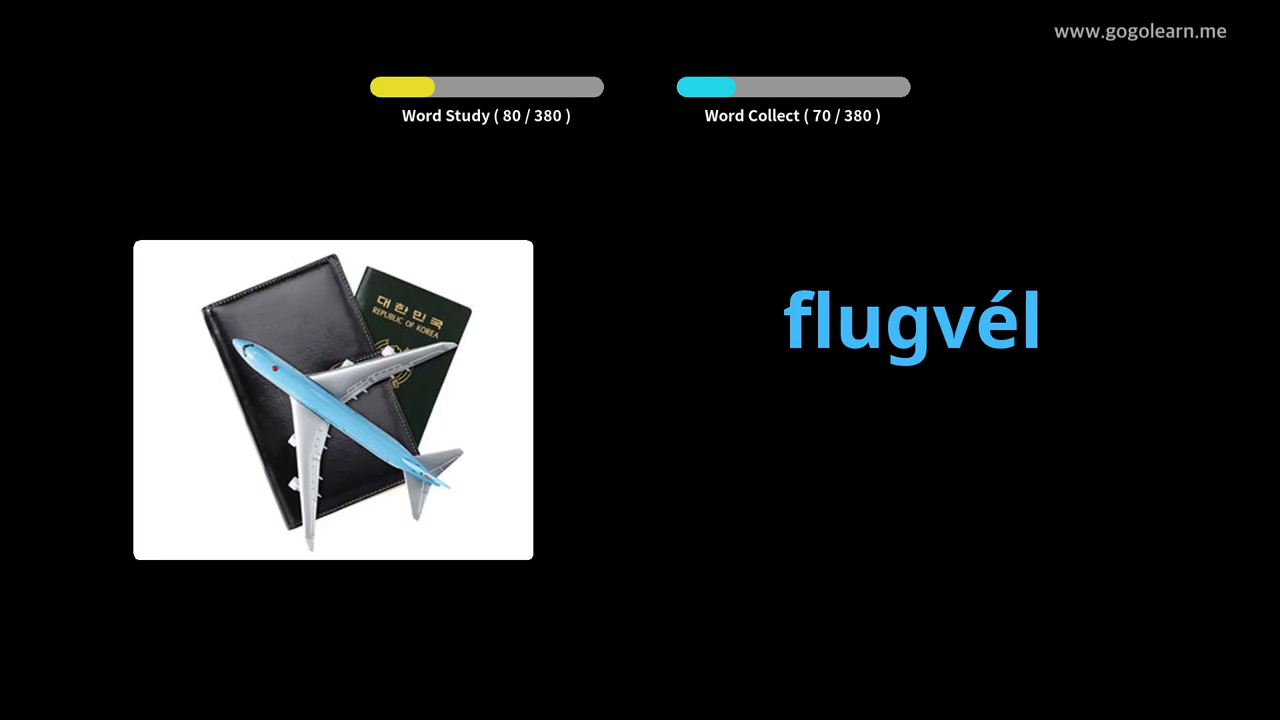 www.gogolearn.me
Word Study ( 80 / 380 )
Word Collect ( 70 / 380 )
대한민국
REPUBLIC OF KOREA
flugvél